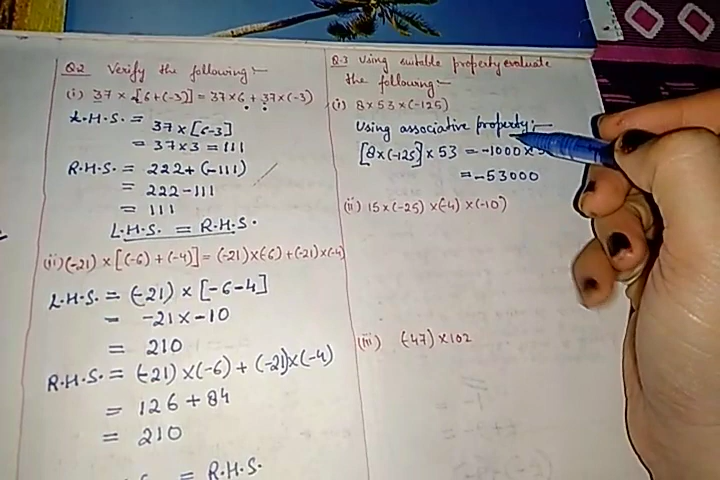 Q.2 Verify the following:-
(i) 37 × [6+(-3)] = 37×6 + 37×(-3)
L.H.S. = 37×[6-3]
= 37×3 = 111
R.H.S. = 222+(-111)
= 222-111
= 111
L.H.S. = R.H.S.
(ii) (-21) × [(-6) + (-4)] = (-21)×(-6) + (-21)×(-4)
L.H.S. = (-21) × [-6-4]
= -21×-10
= 210
R.H.S. = (-21)×(-6) + (-21)×(-4)
= 126 + 84
= 210
= R.H.S.
Q.3 Using suitable property evaluate
the following:-
(i) 8×53×(-125)
Using associative property:-
[8×(-125]×53 = -1000×
= -53000
(ii) 15×(-25)×(-4)×(-10)
(iii) (-47)×102